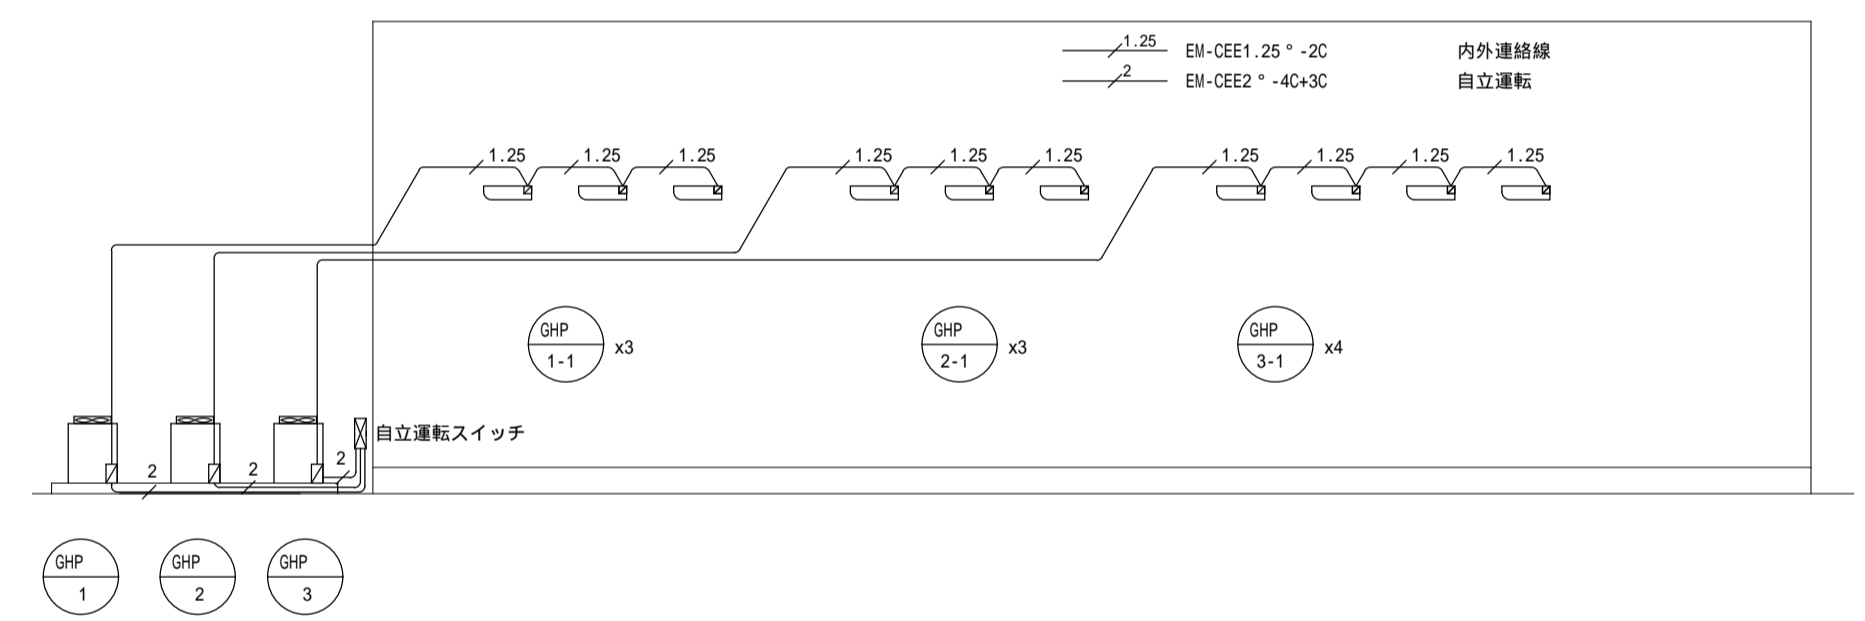 1.25 EM-CEE1.25°-2C 内外連絡線
2 EM-CEE2°-4C+3C 自立運転
1.25 1.25 1.25 1.25 1.25 1.25 1.25 1.25 1.25 1.25
GHP 1-1 x3
GHP 2-1 x3
GHP 3-1 x4
自立運転スイッチ
2 2 2
GHP 1
GHP 2
GHP 3